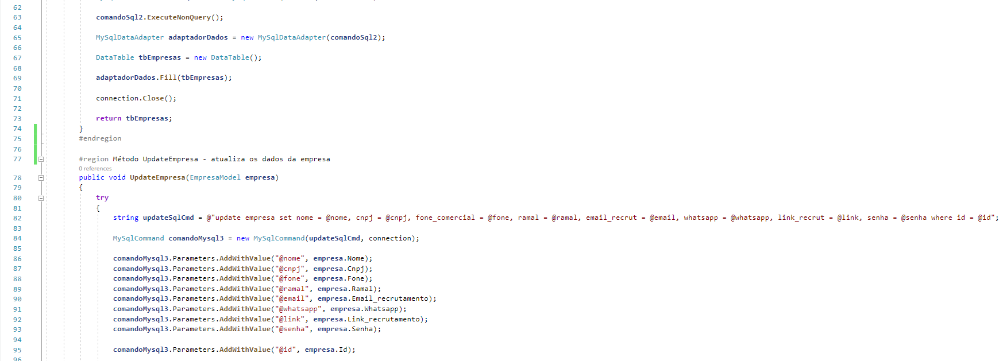 62
63 comandoSql2.ExecuteNonQuery();
64
65 MySqlDataAdapter adaptadorDados = new MySqlDataAdapter(comandoSql2);
66
67 DataTable tbEmpresas = new DataTable();
68
69 adaptadorDados.Fill(tbEmpresas);
70
71 connection.Close();
72
73 return tbEmpresas;
74 }
75 #endregion
76
77 #region Método UpdateEmpresa - atualiza os dados da empresa
0 references
78 public void UpdateEmpresa(EmpresaModel empresa)
79 {
80 try
81 {
82 string updateSqlCmd = @"update empresa set nome = @nome, cnpj = @cnpj, fone_comercial = @fone, ramal = @ramal, email_recrut = @email, whatsapp = @whatsapp, link_recrut = @link, senha = @senha where id = @id";
83
84 MySqlCommand comandoMysql3 = new MySqlCommand(updateSqlCmd, connection);
85
86 comandoMysql3.Parameters.AddWithValue("@nome", empresa.Nome);
87 comandoMysql3.Parameters.AddWithValue("@cnpj", empresa.Cnpj);
88 comandoMysql3.Parameters.AddWithValue("@fone", empresa.Fone);
89 comandoMysql3.Parameters.AddWithValue("@ramal", empresa.Ramal);
90 comandoMysql3.Parameters.AddWithValue("@email", empresa.Email_recrutamento);
91 comandoMysql3.Parameters.AddWithValue("@whatsapp", empresa.Whatsapp);
92 comandoMysql3.Parameters.AddWithValue("@link", empresa.Link_recrutamento);
93 comandoMysql3.Parameters.AddWithValue("@senha", empresa.Senha);
94
95 comandoMysql3.Parameters.AddWithValue("@id", empresa.Id);
96